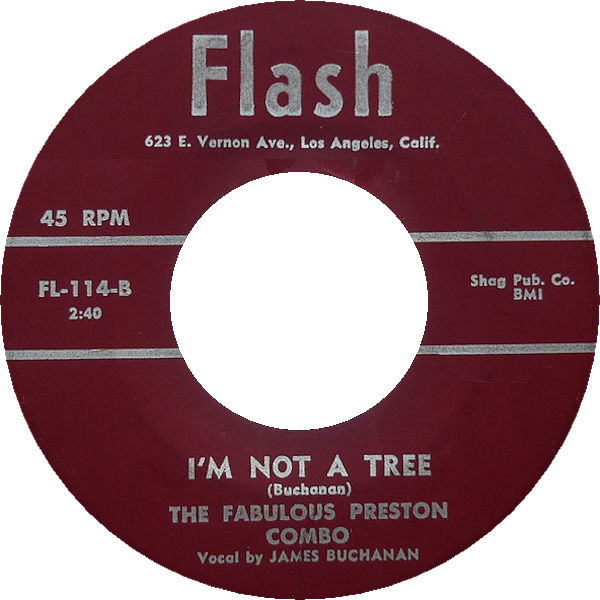 Flash
623 E. Vernon Ave., Los Angeles, Calif.
45 RPM
FL-114-B
2:40
Shag Pub. Co.
BMI
I'M NOT A TREE
(Buchanan)
THE FABULOUS PRESTON
COMBO
Vocal by JAMES BUCHANAN